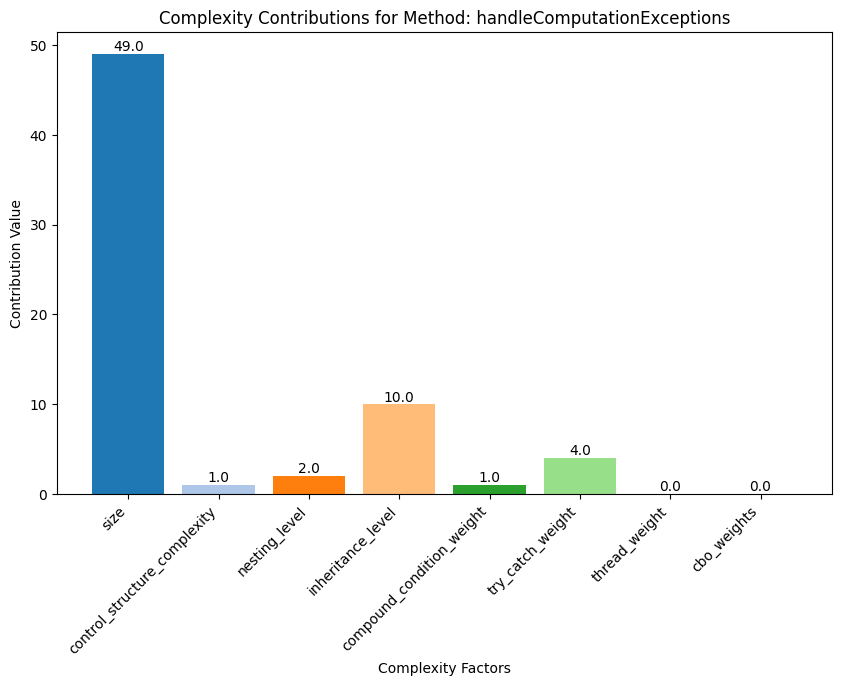 Complexity Contributions for Method: handleComputationExceptions
Contribution Value
50
40
30
20
10
0
49.0
1.0
2.0
10.0
1.0
4.0
0.0
0.0
size
control_structure_complexity
nesting_level
inheritance_level
compound_condition_weight
try_catch_weight
thread_weight
cbo_weights
Complexity Factors